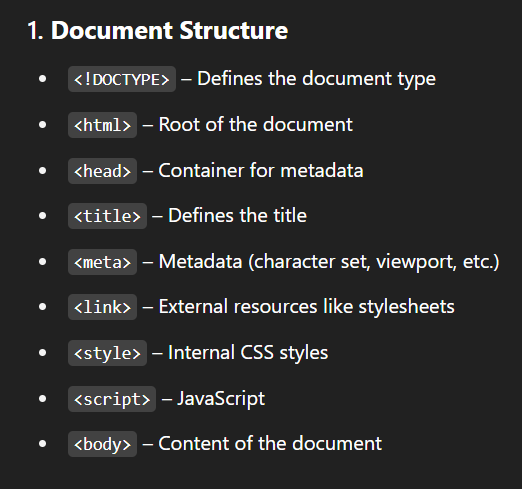 1. Document Structure
• <!DOCTYPE> – Defines the document type
• <html> – Root of the document
• <head> – Container for metadata
• <title> – Defines the title
• <meta> – Metadata (character set, viewport, etc.)
• <link> – External resources like stylesheets
• <style> – Internal CSS styles
• <script> – JavaScript
• <body> – Content of the document